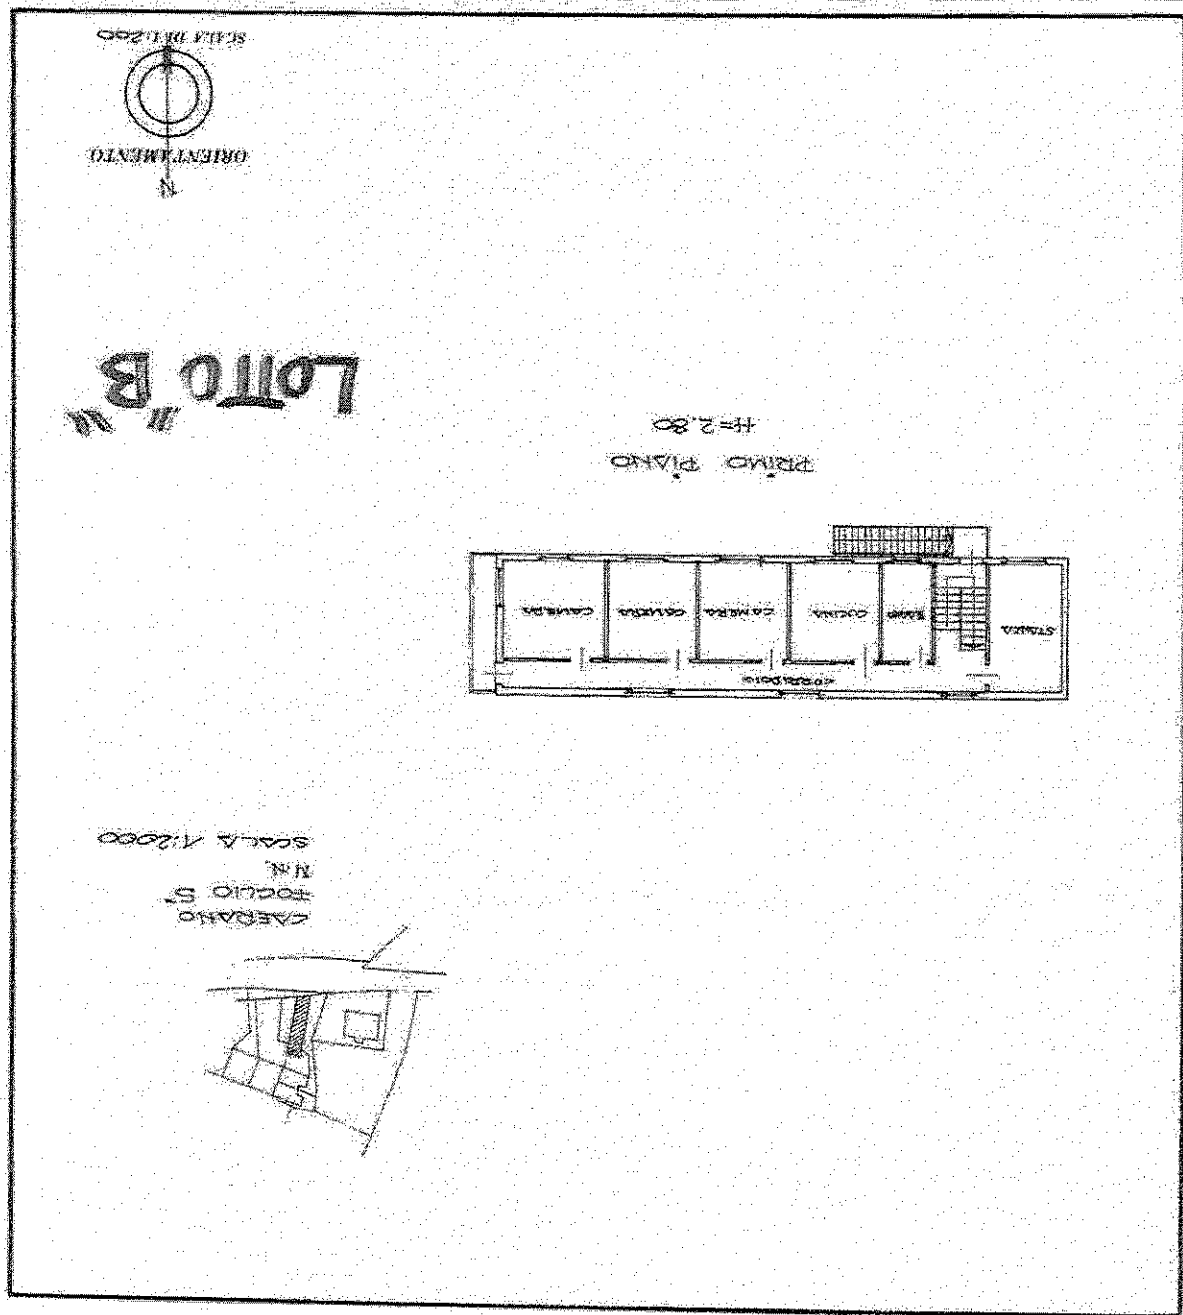 CAERANO
FOGLIO 5°
M.N.
SCALA 1:2000
CORRIDOIO
STANZA
BAGNO
CUCINA
CAMERA
CAMERA
CAMERA
PRIMO PIANO
H=2.80
LOTTO "B"
N
ORIENTAMENTO
SCALA DI 1:200